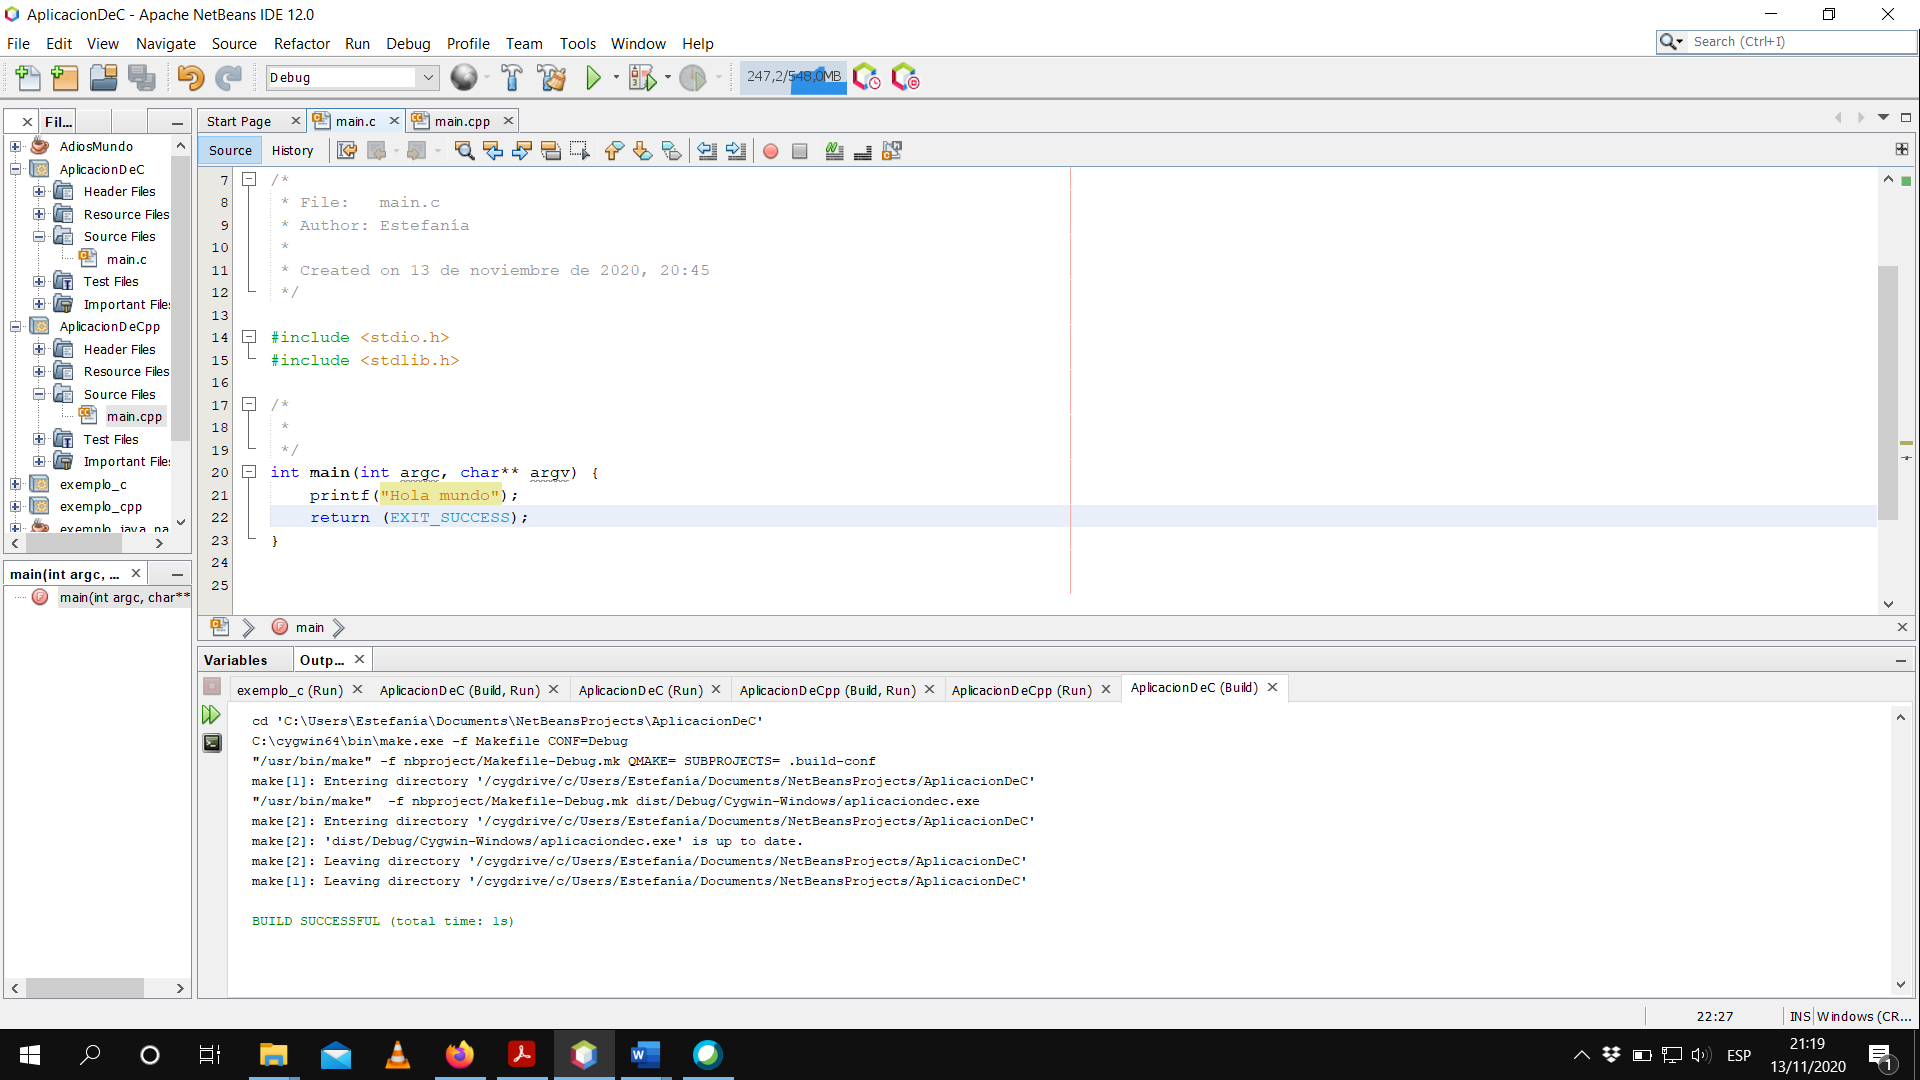 AplicacionDeC - Apache NetBeans IDE 12.0
File Edit View Navigate Source Refactor Run Debug Profile Team Tools Window Help
Search (Ctrl+I)
Debug
247,2/548,0MB
Fil...
Start Page
main.c
main.cpp
Source
History
AdiosMundo
AplicacionDeC
Header Files
Resource Files
Source Files
main.c
Test Files
Important Files
AplicacionDeCpp
Header Files
Resource Files
Source Files
main.cpp
Test Files
Important Files
exemplo_c
exemplo_cpp
exemplo_java_na
7 /*
8 * File:   main.c
9 * Author: Estefanía
10 *
11 * Created on 13 de noviembre de 2020, 20:45
12 */
13
14 #include <stdio.h>
15 #include <stdlib.h>
16
17 /*
18 *
19 */
20 int main(int argc, char** argv) {
21     printf("Hola mundo");
22     return (EXIT_SUCCESS);
23 }
24
25
main(int argc, ...
main(int argc, char**
main
Variables
Outp...
exemplo_c (Run)
AplicacionDeC (Build, Run)
AplicacionDeC (Run)
AplicacionDeCpp (Build, Run)
AplicacionDeCpp (Run)
AplicacionDeC (Build)
cd 'C:\Users\Estefanía\Documents\NetBeansProjects\AplicacionDeC'
C:\cygwin64\bin\make.exe -f Makefile CONF=Debug
"/usr/bin/make" -f nbproject/Makefile-Debug.mk QMAKE= SUBPROJECTS= .build-conf
make[1]: Entering directory '/cygdrive/c/Users/Estefanía/Documents/NetBeansProjects/AplicacionDeC'
"/usr/bin/make"  -f nbproject/Makefile-Debug.mk dist/Debug/Cygwin-Windows/aplicaciondec.exe
make[2]: Entering directory '/cygdrive/c/Users/Estefanía/Documents/NetBeansProjects/AplicacionDeC'
make[2]: 'dist/Debug/Cygwin-Windows/aplicaciondec.exe' is up to date.
make[2]: Leaving directory '/cygdrive/c/Users/Estefanía/Documents/NetBeansProjects/AplicacionDeC'
make[1]: Leaving directory '/cygdrive/c/Users/Estefanía/Documents/NetBeansProjects/AplicacionDeC'
BUILD SUCCESSFUL (total time: 1s)
22:27
INS
Windows (CR...
ESP
21:19
13/11/2020
1